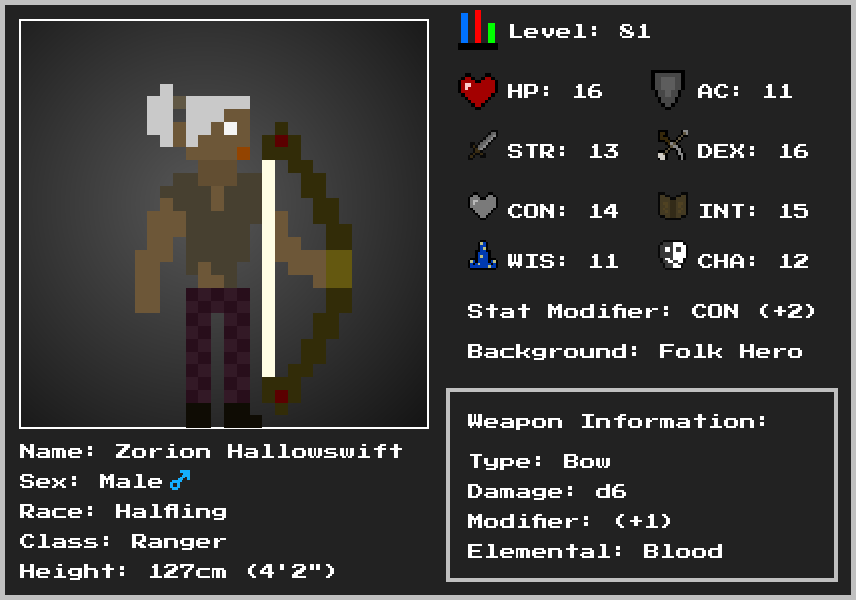 Level: 81
HP: 16
AC: 11
STR: 13
DEX: 16
CON: 14
INT: 15
WIS: 11
CHA: 12
Stat Modifier: CON (+2)
Background: Folk Hero
Name: Zorion Hallowswift
Sex: Male ♂
Race: Halfling
Class: Ranger
Height: 127cm (4'2")
Weapon Information:
Type: Bow
Damage: d6
Modifier: (+1)
Elemental: Blood